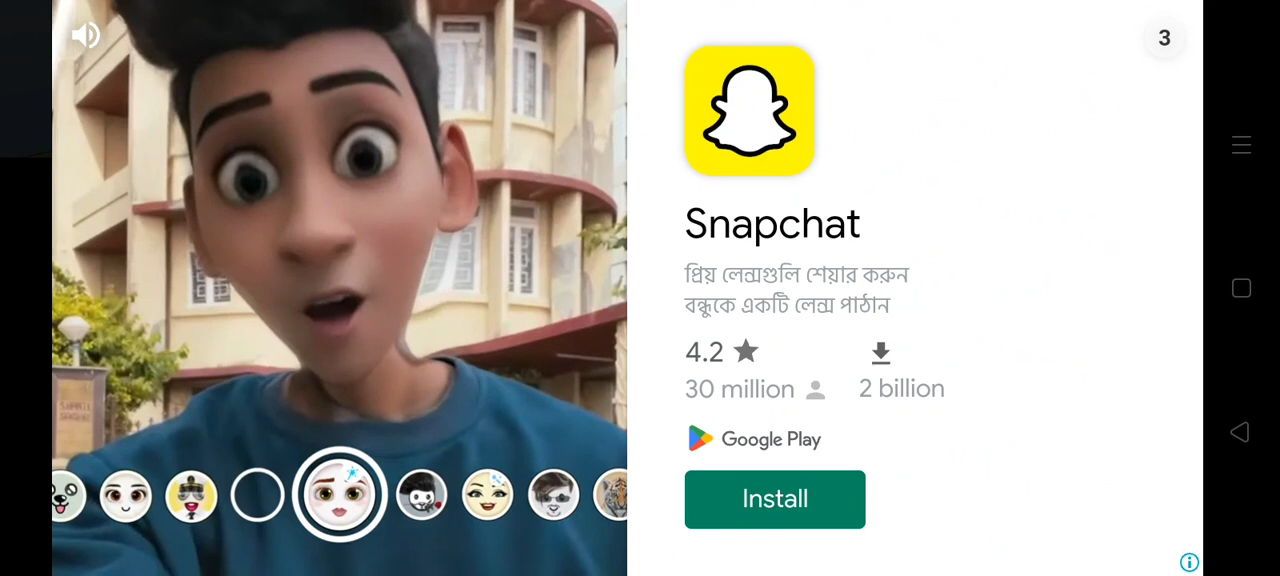 3
Snapchat
প্রিয় লেন্সগুলি শেয়ার করুন
বন্ধুকে একটি লেন্স পাঠান
4.2
30 million
2 billion
Google Play
Install